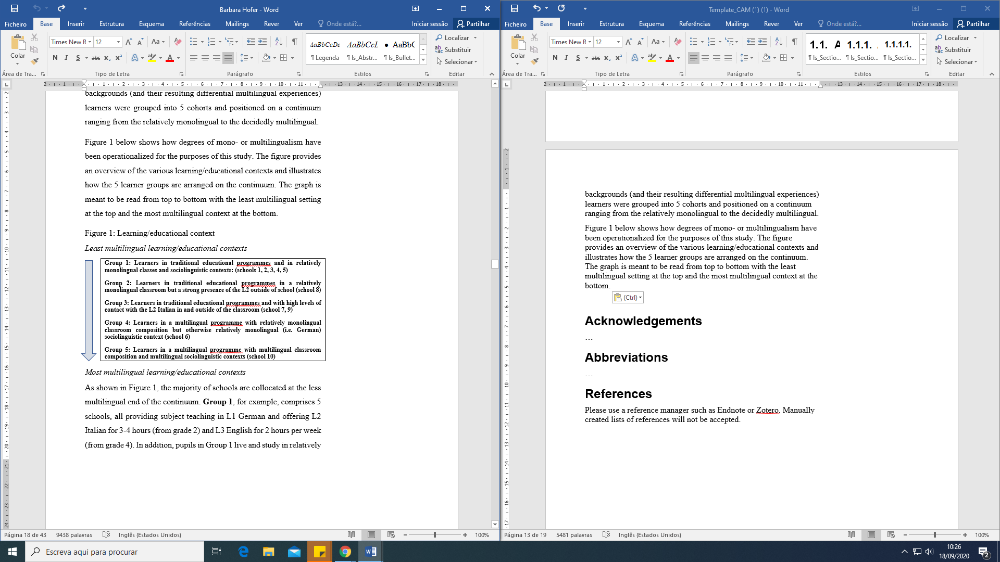 Barbara Hofer - Word
Ficheiro Base Inserir Estrutura Esquema Referências Mailings Rever Ver Onde está?... Iniciar sessão Partilhar
Colar
Times New R 12
AaBbCcDc AaBbCcL AaBbC
¶ Legenda ¶ Is_Abstr... ¶ Is_Bullet...
Localizar
Substituir
Selecionar
Área de Tra... Tipo de Letra Parágrafo Estilos Editar
backgrounds (and their resulting differential multilingual experiences)
learners were grouped into 5 cohorts and positioned on a continuum
ranging from the relatively monolingual to the decidedly multilingual.
Figure 1 below shows how degrees of mono- or multilingualism have
been operationalized for the purposes of this study. The figure provides
an overview of the various learning/educational contexts and illustrates
how the 5 learner groups are arranged on the continuum. The graph is
meant to be read from top to bottom with the least multilingual setting
at the top and the most multilingual context at the bottom.
Figure 1: Learning/educational context
Least multilingual learning/educational contexts
Group 1: Learners in traditional educational programmes and in relatively
monolingual classes and sociolinguistic contexts: (schools 1, 2, 3, 4, 5)
Group 2: Learners in traditional educational programmes in a relatively
monolingual classroom but a strong presence of the L2 outside of school (school 8)
Group 3: Learners in traditional educational programmes and with high levels of
contact with the L2 Italian in and outside of the classroom (school 7, 9)
Group 4: Learners in a multilingual programme with relatively monolingual
classroom composition but otherwise relatively monolingual (i.e. German)
sociolinguistic context (school 6)
Group 5: Learners in a multilingual programme with multilingual classroom
composition and multilingual sociolinguistic contexts (school 10)
Most multilingual learning/educational contexts
As shown in Figure 1, the majority of schools are collocated at the less
multilingual end of the continuum. Group 1, for example, comprises 5
schools, all providing subject teaching in L1 German and offering L2
Italian for 3-4 hours (from grade 2) and L3 English for 2 hours per week
(from grade 4). In addition, pupils in Group 1 live and study in relatively
Página 18 de 43 9438 palavras Inglês (Estados Unidos) 100%
Template_CAM (1) (1) - Word
Ficheiro Base Inserir Estrutura Esquema Referências Mailings Rever Ver Onde está?... Iniciar sessão Partilhar
Colar
Times New R 12
1.1. A 1.1.1. 1.1.1.1.
¶ Is_Sectio... ¶ Is_Sectio... ¶ Is_Sectio...
Localizar
Substituir
Selecionar
Área de Tra... Tipo de Letra Parágrafo Estilos Editar
backgrounds (and their resulting differential multilingual experiences)
learners were grouped into 5 cohorts and positioned on a continuum
ranging from the relatively monolingual to the decidedly multilingual.
Figure 1 below shows how degrees of mono- or multilingualism have
been operationalized for the purposes of this study. The figure
provides an overview of the various learning/educational contexts and
illustrates how the 5 learner groups are arranged on the continuum.
The graph is meant to be read from top to bottom with the least
multilingual setting at the top and the most multilingual context at the
bottom.
(Ctrl)
Acknowledgements
…
Abbreviations
…
References
Please use a reference manager such as Endnote or Zotero. Manually
created lists of references will not be accepted.
Página 13 de 19 5481 palavras Inglês (Estados Unidos) 100%
Escreva aqui para procurar
10:26
18/09/2020
2